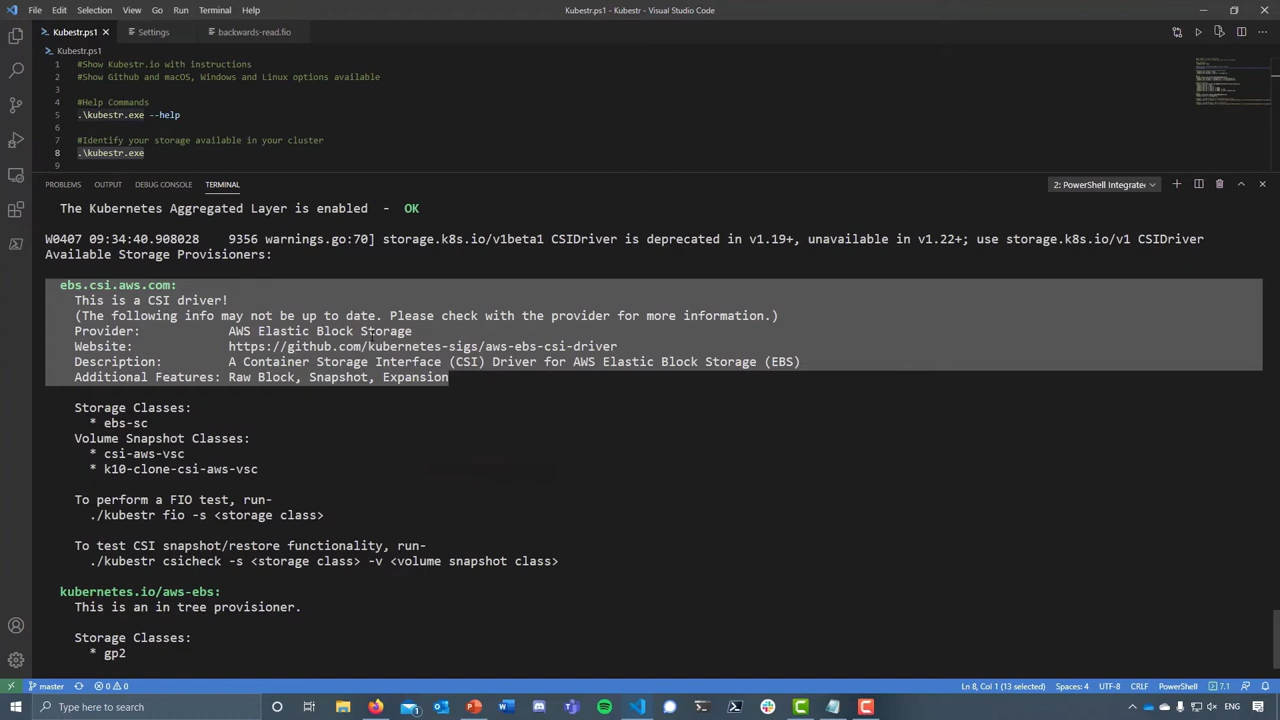 File Edit Selection View Go Run Terminal Help
Kubestr.ps1 - Kubestr - Visual Studio Code
Kubestr.ps1 Settings backwards-read.fio
Kubestr.ps1
1 #Show Kubestr.io with instructions
2 #Show Github and macOS, Windows and Linux options available
3
4 #Help Commands
5 .\kubestr.exe --help
6
7 #Identify your storage available in your cluster
8 .\kubestr.exe
9
PROBLEMS OUTPUT DEBUG CONSOLE TERMINAL 2: PowerShell Integrate
The Kubernetes Aggregated Layer is enabled - OK
W0407 09:34:40.908028 9356 warnings.go:70] storage.k8s.io/v1beta1 CSIDriver is deprecated in v1.19+, unavailable in v1.22+; use storage.k8s.io/v1 CSIDriver
Available Storage Provisioners:
ebs.csi.aws.com:
This is a CSI driver!
(The following info may not be up to date. Please check with the provider for more information.)
Provider: AWS Elastic Block Storage
Website: https://github.com/kubernetes-sigs/aws-ebs-csi-driver
Description: A Container Storage Interface (CSI) Driver for AWS Elastic Block Storage (EBS)
Additional Features: Raw Block, Snapshot, Expansion
Storage Classes:
* ebs-sc
Volume Snapshot Classes:
* csi-aws-vsc
* k10-clone-csi-aws-vsc
To perform a FIO test, run-
./kubestr fio -s <storage class>
To test CSI snapshot/restore functionality, run-
./kubestr csicheck -s <storage class> -v <volume snapshot class>
kubernetes.io/aws-ebs:
This is an in tree provisioner.
Storage Classes:
* gp2
master 0 0 Ln 8, Col 1 (13 selected) Spaces: 4 UTF-8 CRLF PowerShell 7.1
Type here to search ENG